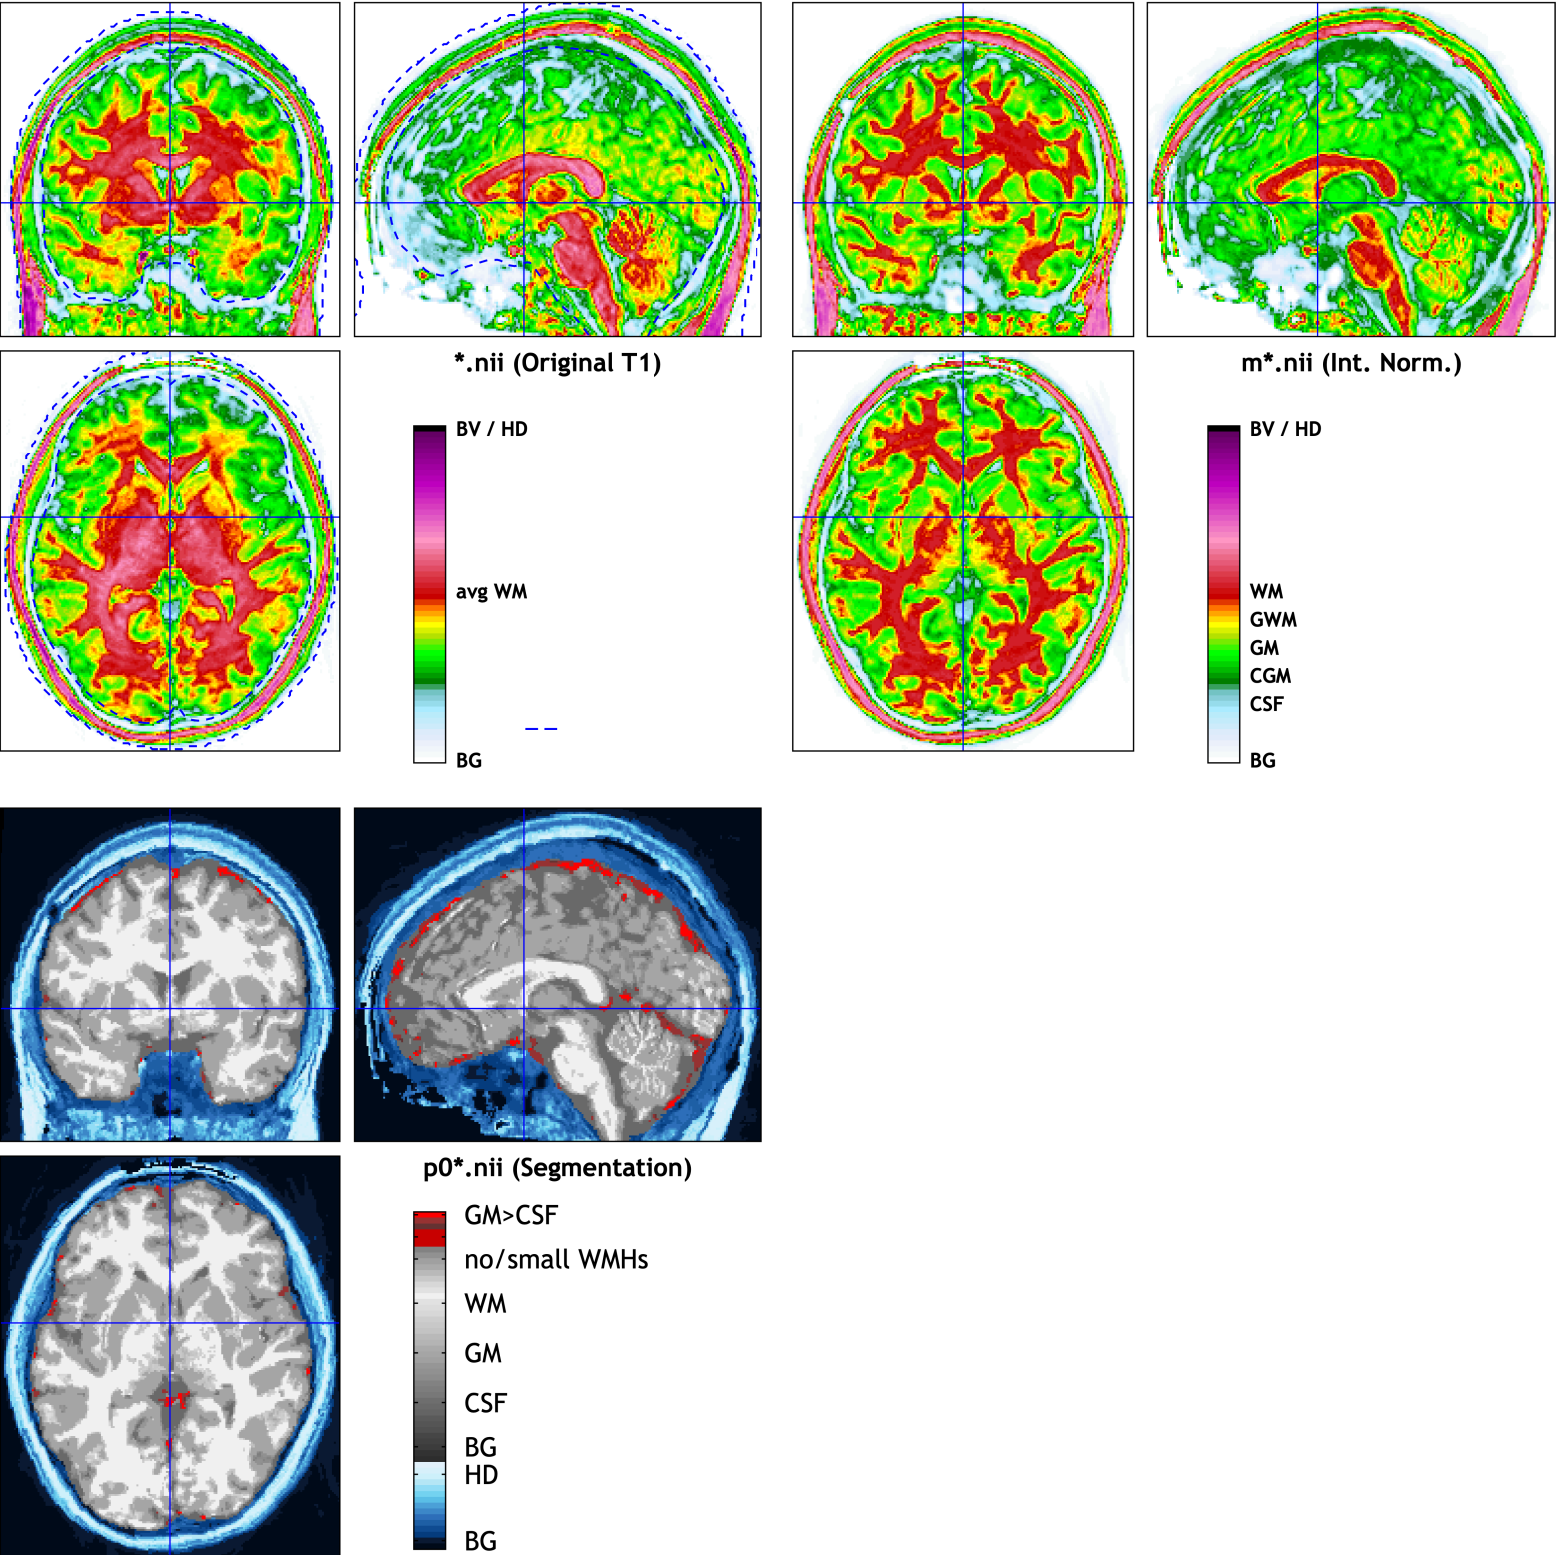 *.nii (Original T1)
BV / HD
avg WM
BG
m*.nii (Int. Norm.)
BV / HD
WM
GWM
GM
CGM
CSF
BG
p0*.nii (Segmentation)
GM>CSF
no/small WMHs
WM
GM
CSF
BG
HD
BG